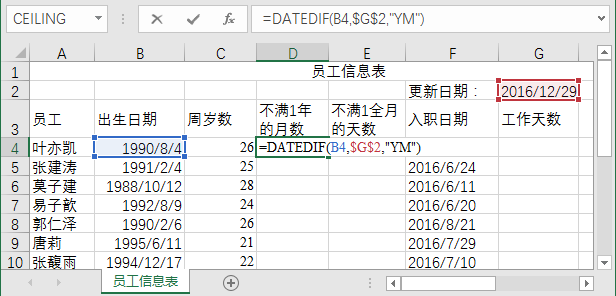 CEILING =DATEDIF(B4,$G$2,"YM")
A B C D E F G
1 员工信息表
2 更新日期： 2016/12/29
3 员工 出生日期 周岁数 不满1年的月数 不满1全月的天数 入职日期 工作天数
4 叶亦凯 1990/8/4 26 =DATEDIF(B4,$G$2,"YM")
5 张建涛 1991/2/4 25 2016/6/24
6 莫子建 1988/10/12 28 2016/6/11
7 易子歆 1992/8/9 24 2016/6/20
8 郭仁泽 1990/2/6 26 2016/8/21
9 唐莉 1995/6/11 21 2016/7/29
10 张馥雨 1994/12/17 22 2016/7/10
员工信息表